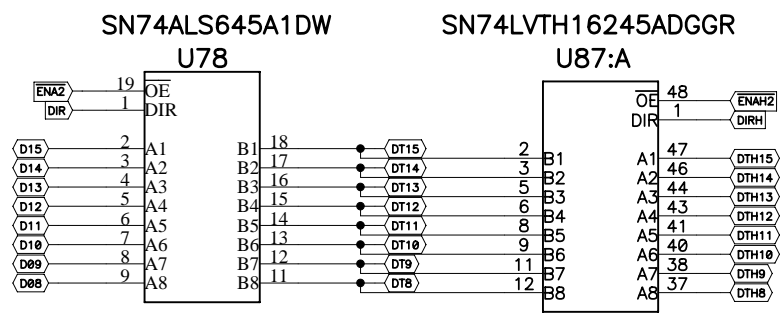 SN74ALS645A1DW SN74LVTH16245ADGGR
U78 U87:A
ENA2 19 OE 48 OE ENAH2
DIR 1 DIR 1 DIR DIRH
D15 2 A1 B1 18 DT15 2 B1 A1 47 DTH15
D14 3 A2 B2 17 DT14 3 B2 A2 46 DTH14
D13 4 A3 B3 16 DT13 5 B3 A3 44 DTH13
D12 5 A4 B4 15 DT12 6 B4 A4 43 DTH12
D11 6 A5 B5 14 DT11 8 B5 A5 41 DTH11
D10 7 A6 B6 13 DT10 9 B6 A6 40 DTH10
D09 8 A7 B7 12 DT9 11 B7 A7 38 DTH9
D08 9 A8 B8 11 DT8 12 B8 A8 37 DTH8